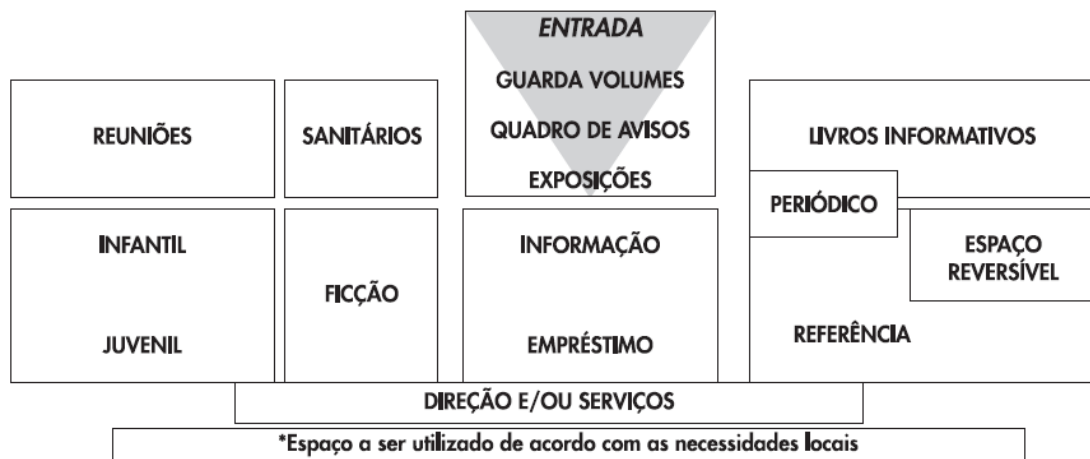 ENTRADA
GUARDA VOLUMES
QUADRO DE AVISOS
EXPOSIÇÕES
REUNIÕES
SANITÁRIOS
LIVROS INFORMATIVOS
PERIÓDICO
INFANTIL
JUVENIL
FICÇÃO
INFORMAÇÃO
EMPRÉSTIMO
ESPAÇO
REVERSÍVEL
REFERÊNCIA
DIREÇÃO E/OU SERVIÇOS
*Espaço a ser utilizado de acordo com as necessidades locais